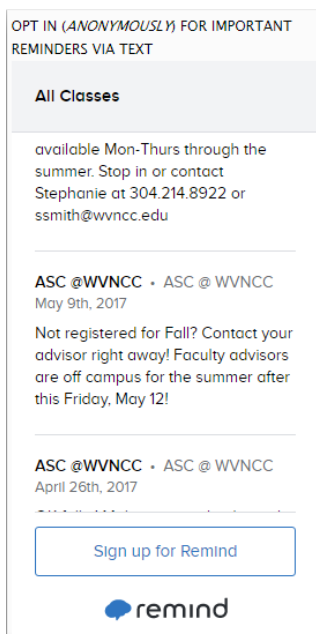 OPT IN (ANONYMOUSLY) FOR IMPORTANT
REMINDERS VIA TEXT
All Classes
available Mon-Thurs through the
summer. Stop in or contact
Stephanie at 304.214.8922 or
ssmith@wvncc.edu
ASC @WVNCC • ASC @ WVNCC
May 9th, 2017
Not registered for Fall? Contact your
advisor right away! Faculty advisors
are off campus for the summer after
this Friday, May 12!
ASC @WVNCC • ASC @ WVNCC
April 26th, 2017
Sign up for Remind
remind